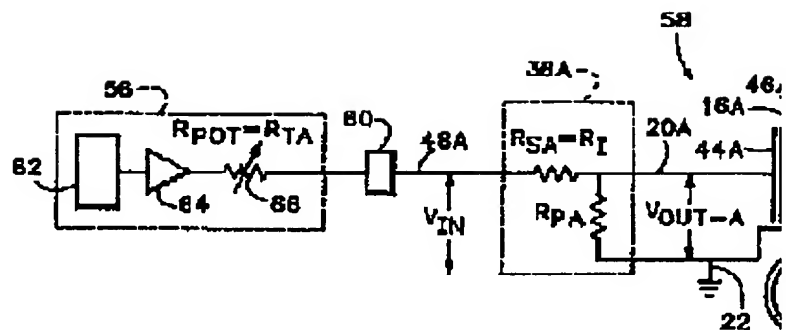 58
38A
46
56
60
16A
R_POT=R_TA
48A
R_SA=R_I
20A
44A
62
64
66
V_IN
R_PA
V_OUT-A
22